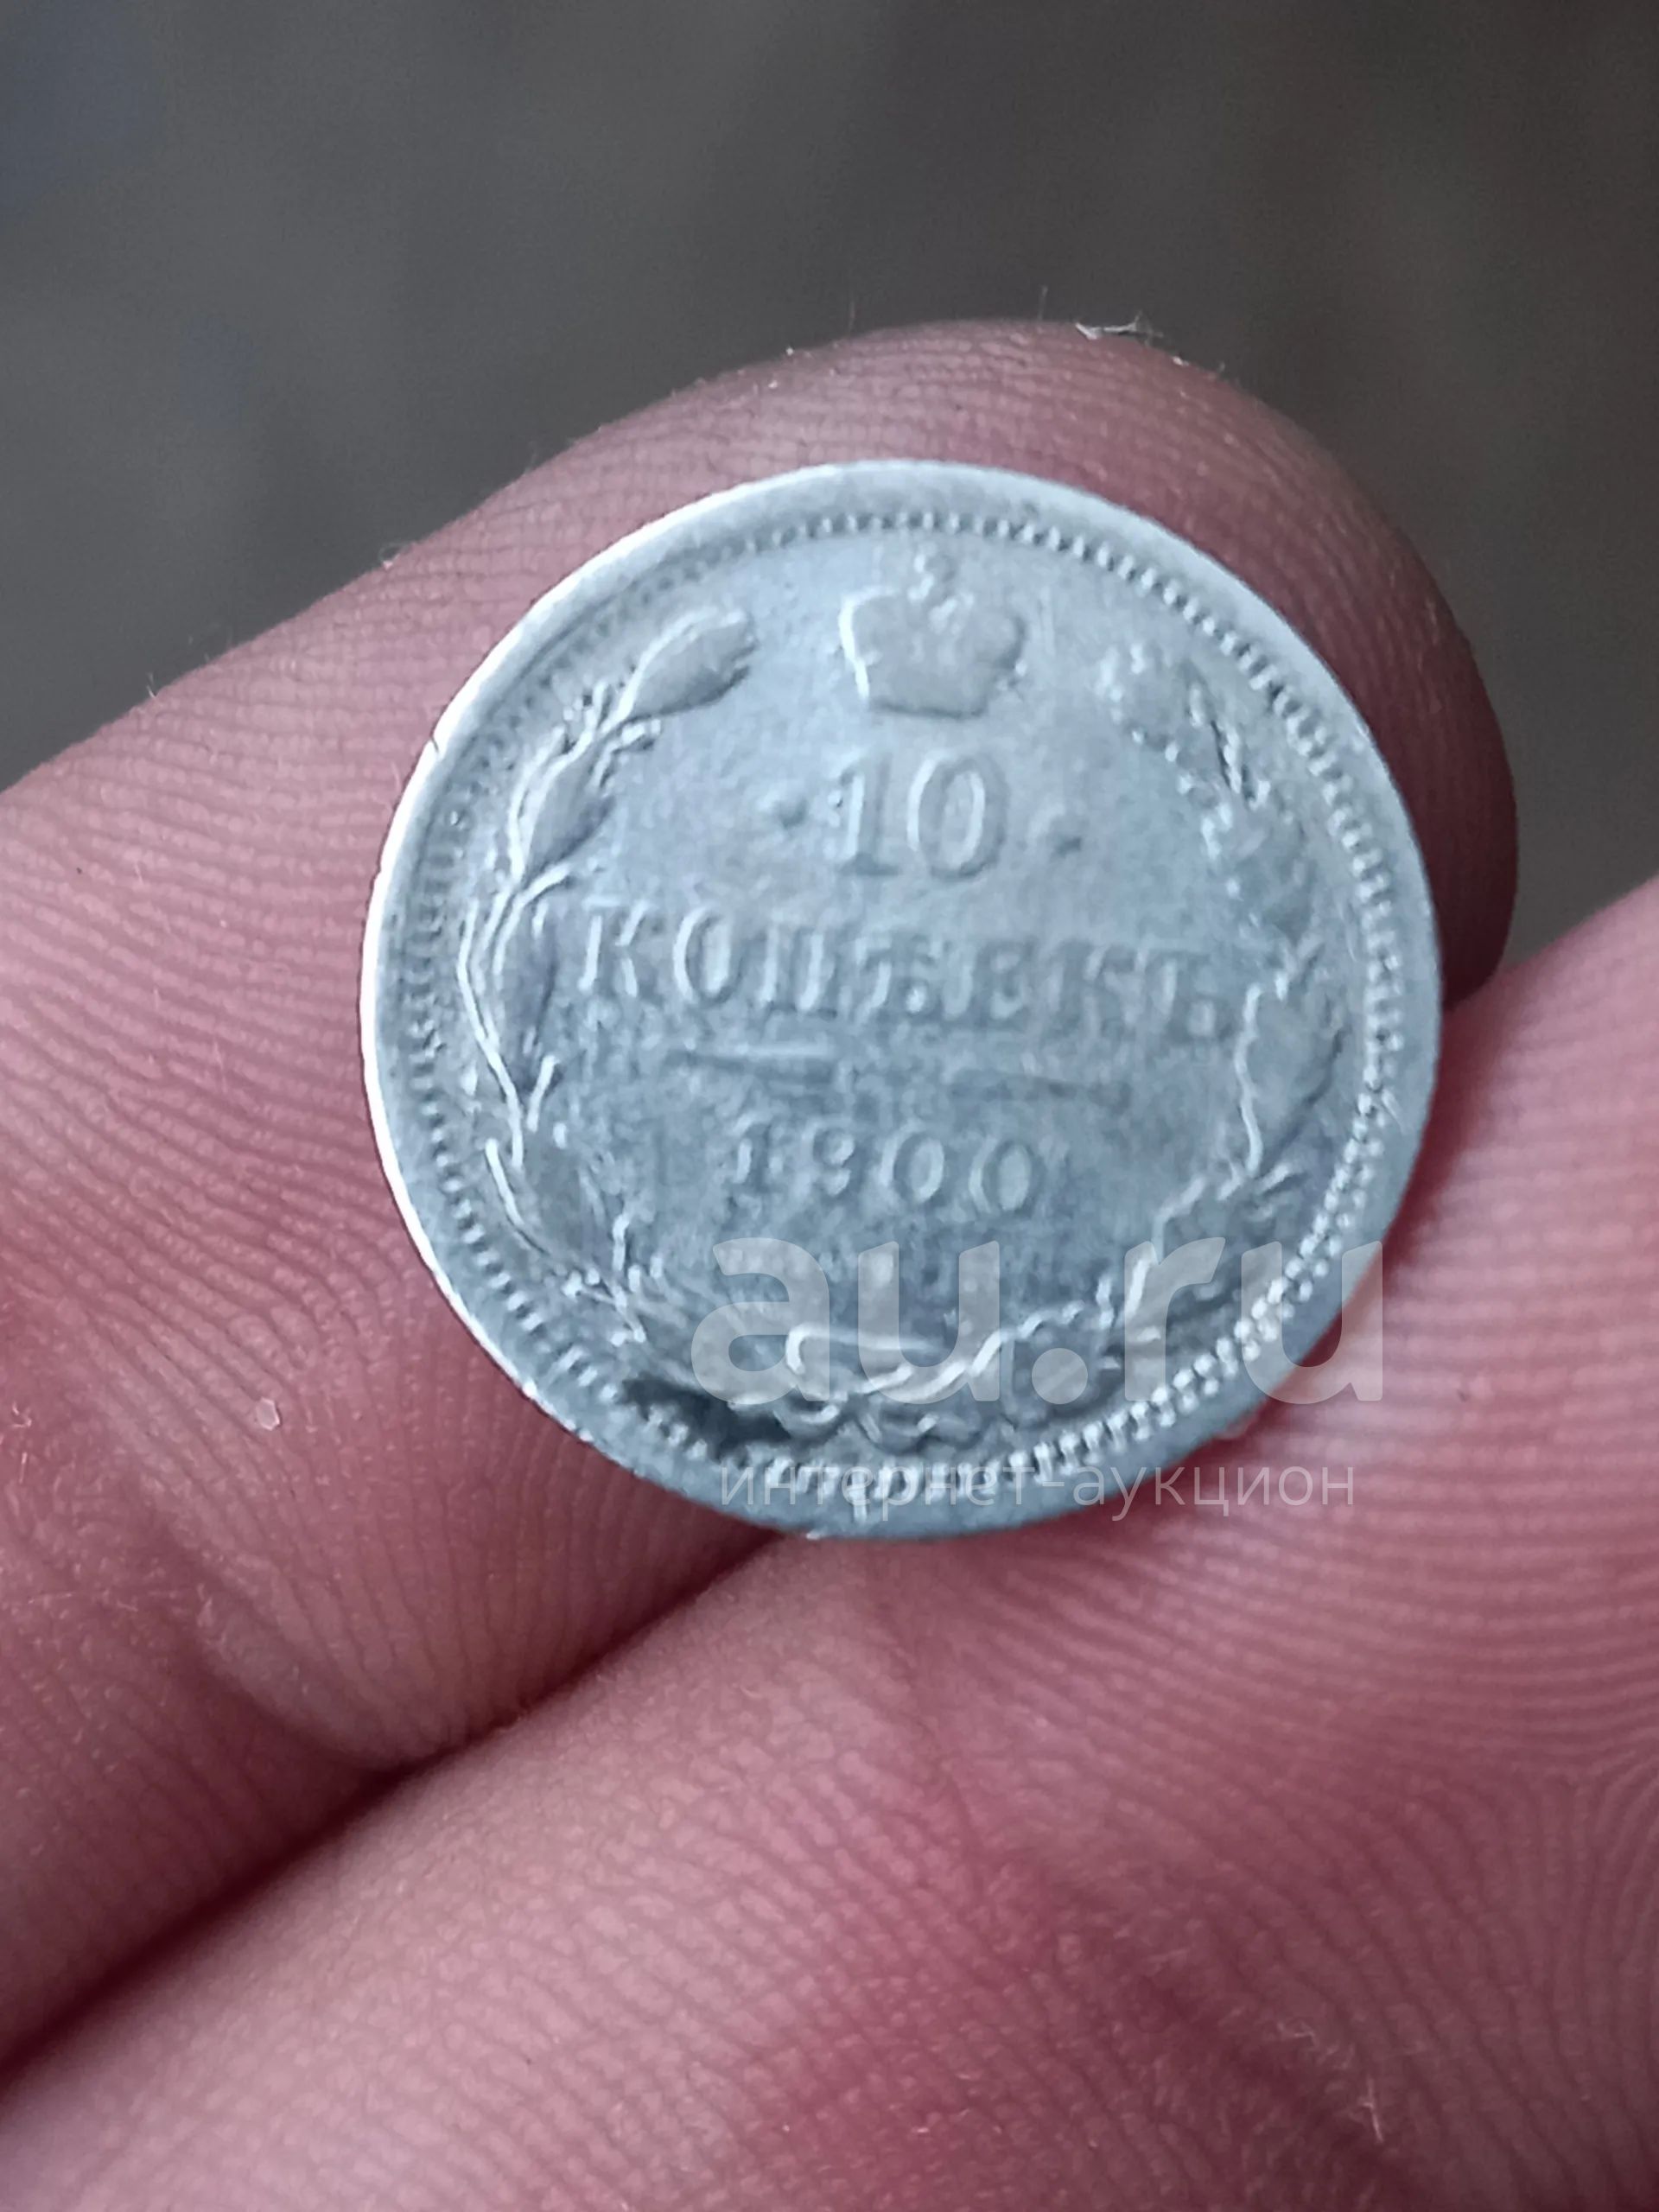 ·10·
КОПѢЕКЪ
1900
au.ru
интернет-аукцион